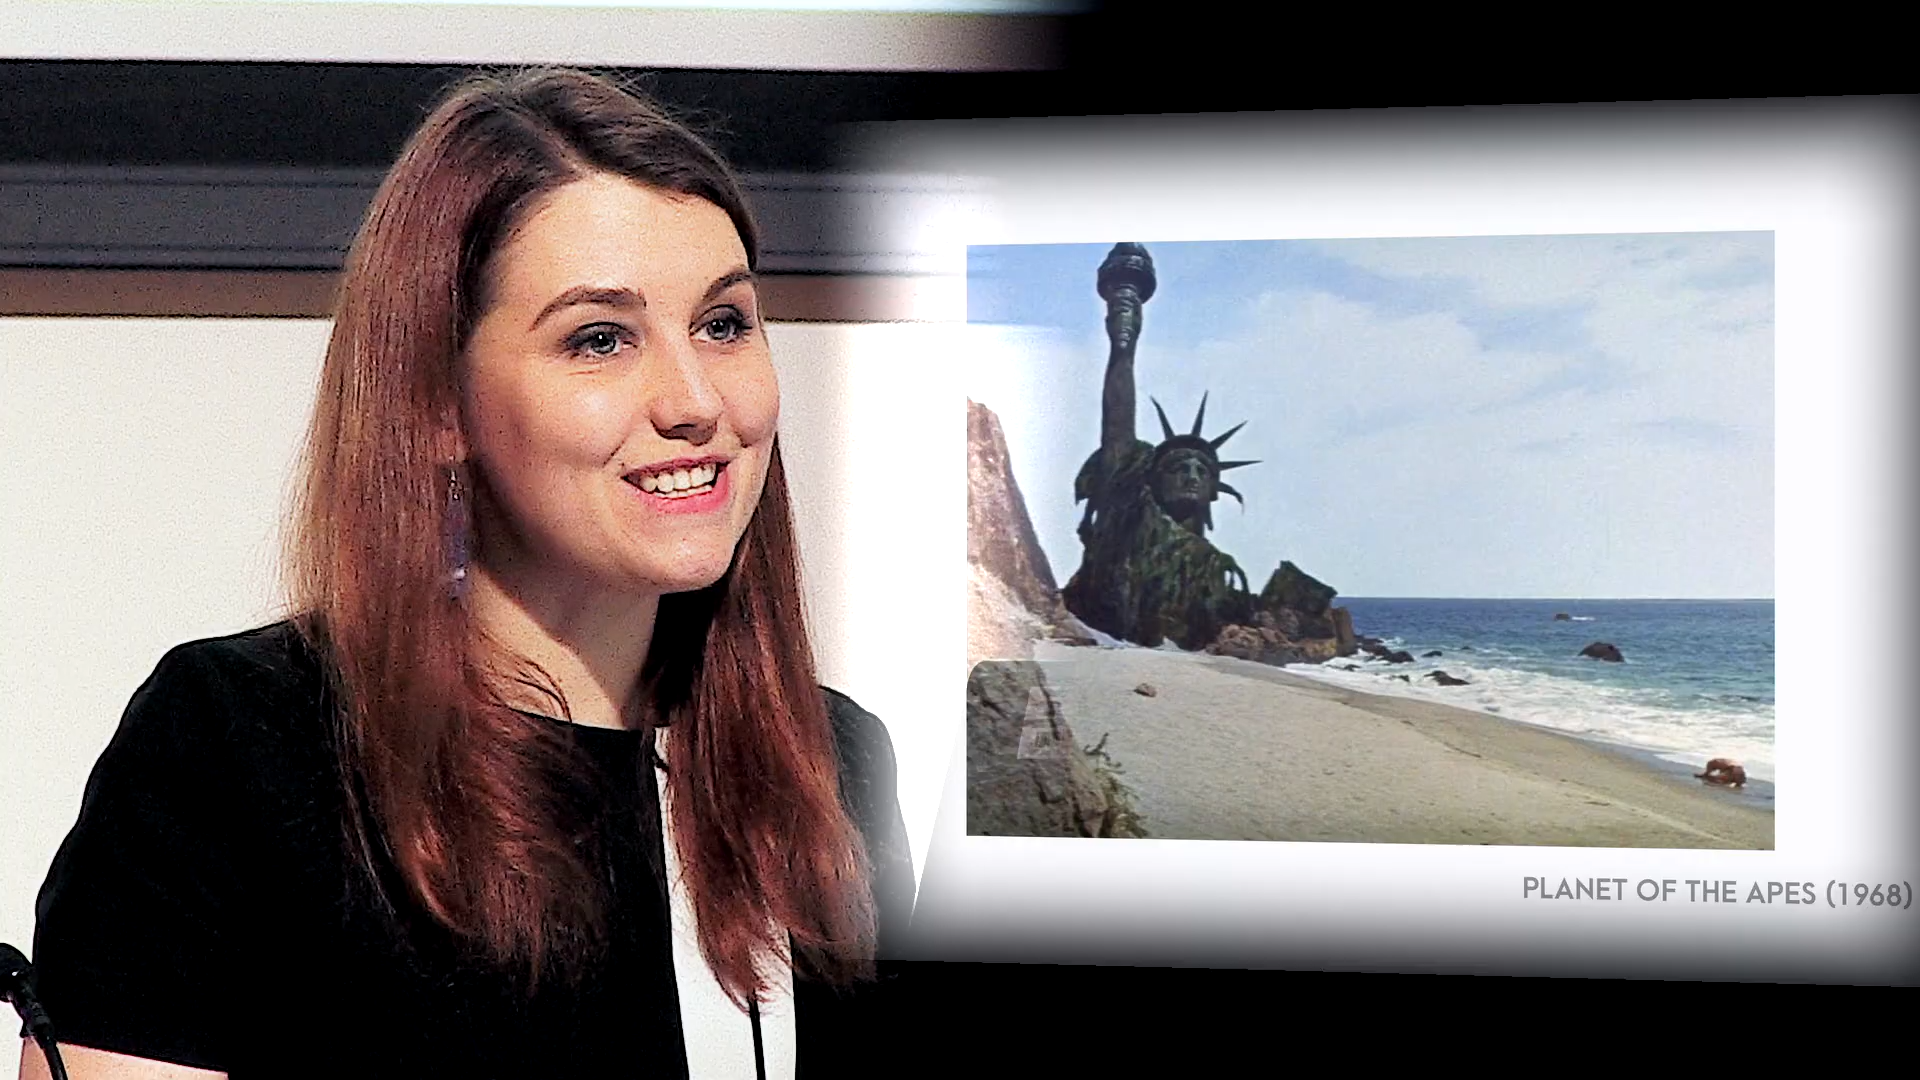 PLANET OF THE APES (1968)